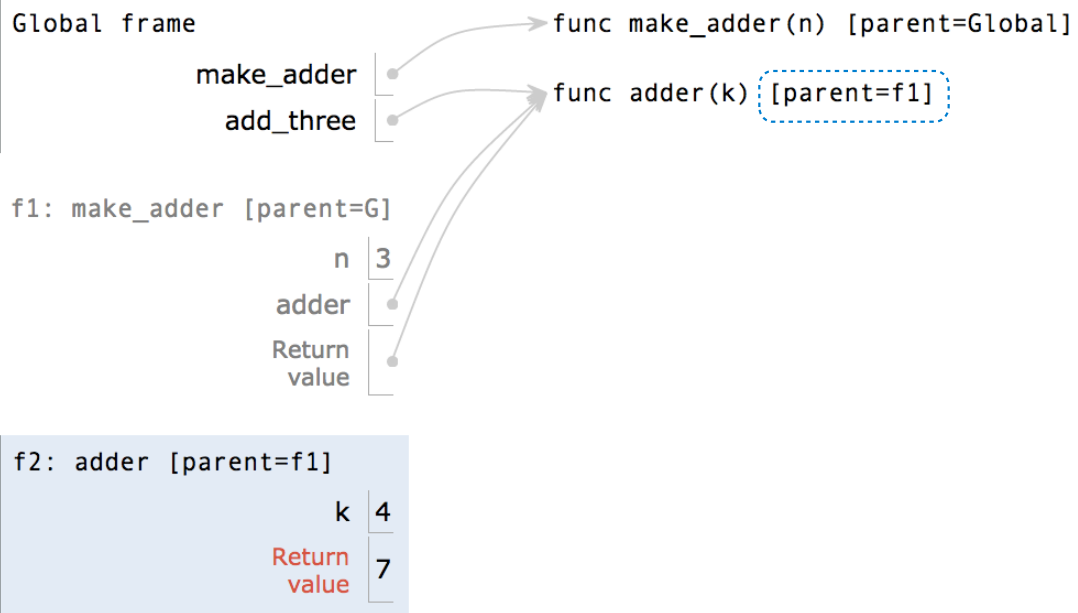 Global frame
make_adder
add_three
func make_adder(n) [parent=Global]
func adder(k) [parent=f1]
f1: make_adder [parent=G]
n 3
adder
Return
value
f2: adder [parent=f1]
k 4
Return
value 7